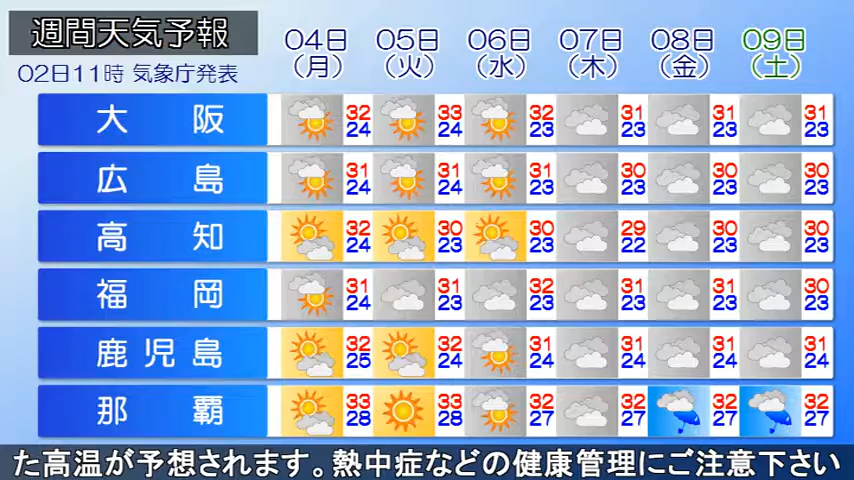 週間天気予報
02日11時 気象庁発表
04日 05日 06日 07日 08日 09日
(月) (火) (水) (木) (金) (土)
大阪 32 24 33 24 32 23 31 23 31 23 31 23
広島 31 24 31 24 31 23 30 23 30 23 30 23
高知 32 24 30 23 30 23 29 22 30 23 30 23
福岡 31 24 31 23 32 23 31 23 31 23 30 23
鹿児島 32 25 32 24 31 24 31 24 31 24 31 24
那覇 33 28 33 28 32 27 32 27 32 27 32 27
た高温が予想されます。熱中症などの健康管理にご注意下さい